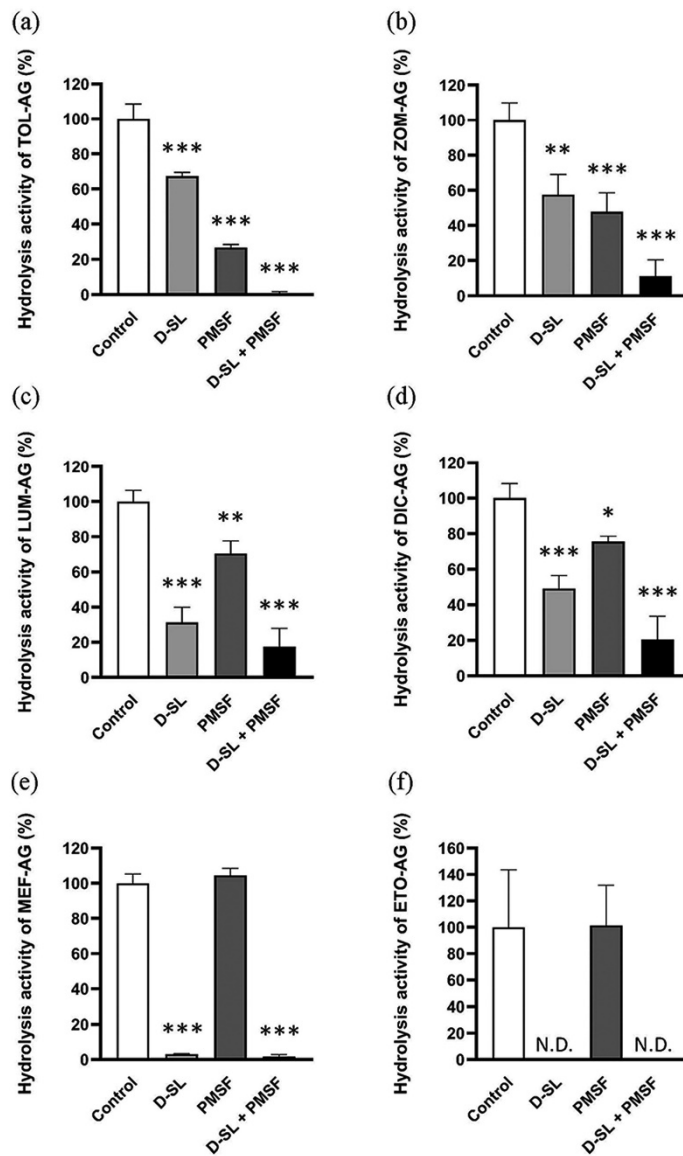 (a)
Hydrolysis activity of TOL-AG (%)
120
100
80
60
40
20
0
***
***
***
Control
D-SL
PMSF
D-SL + PMSF
(b)
Hydrolysis activity of ZOM-AG (%)
120
100
80
60
40
20
0
**
***
***
Control
D-SL
PMSF
D-SL + PMSF
(c)
Hydrolysis activity of LUM-AG (%)
120
100
80
60
40
20
0
***
**
***
Control
D-SL
PMSF
D-SL + PMSF
(d)
Hydrolysis activity of DIC-AG (%)
120
100
80
60
40
20
0
***
*
***
Control
D-SL
PMSF
D-SL + PMSF
(e)
Hydrolysis activity of MEF-AG (%)
120
100
80
60
40
20
0
***
***
Control
D-SL
PMSF
D-SL + PMSF
(f)
Hydrolysis activity of ETO-AG (%)
160
140
120
100
80
60
40
20
0
N.D.
N.D.
Control
D-SL
PMSF
D-SL + PMSF